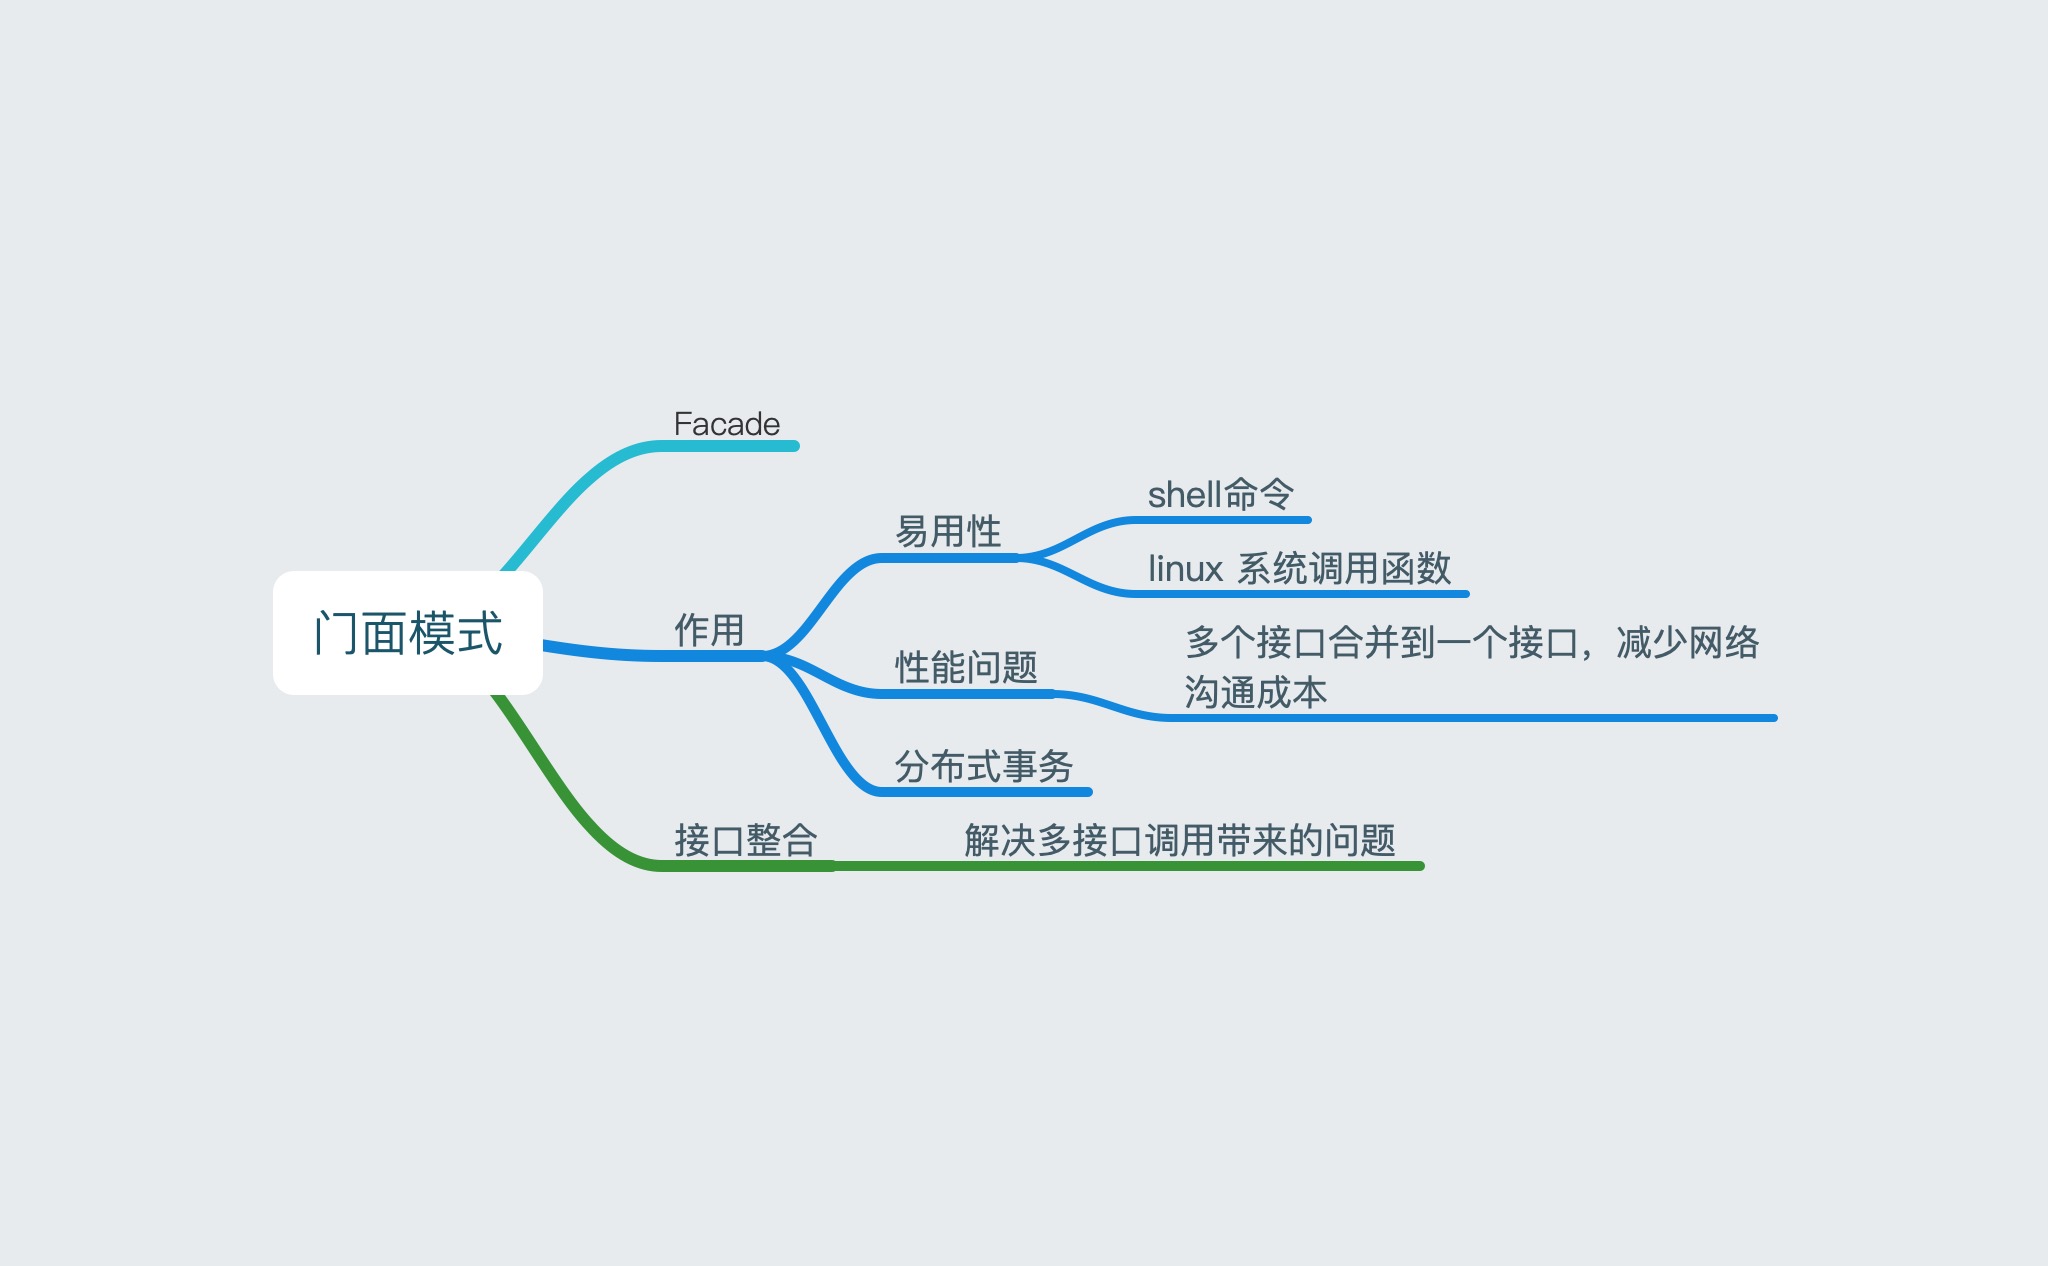 Facade
shell命令
易用性
linux 系统调用函数
门面模式
作用
多个接口合并到一个接口，减少网络
沟通成本
性能问题
分布式事务
接口整合
解决多接口调用带来的问题